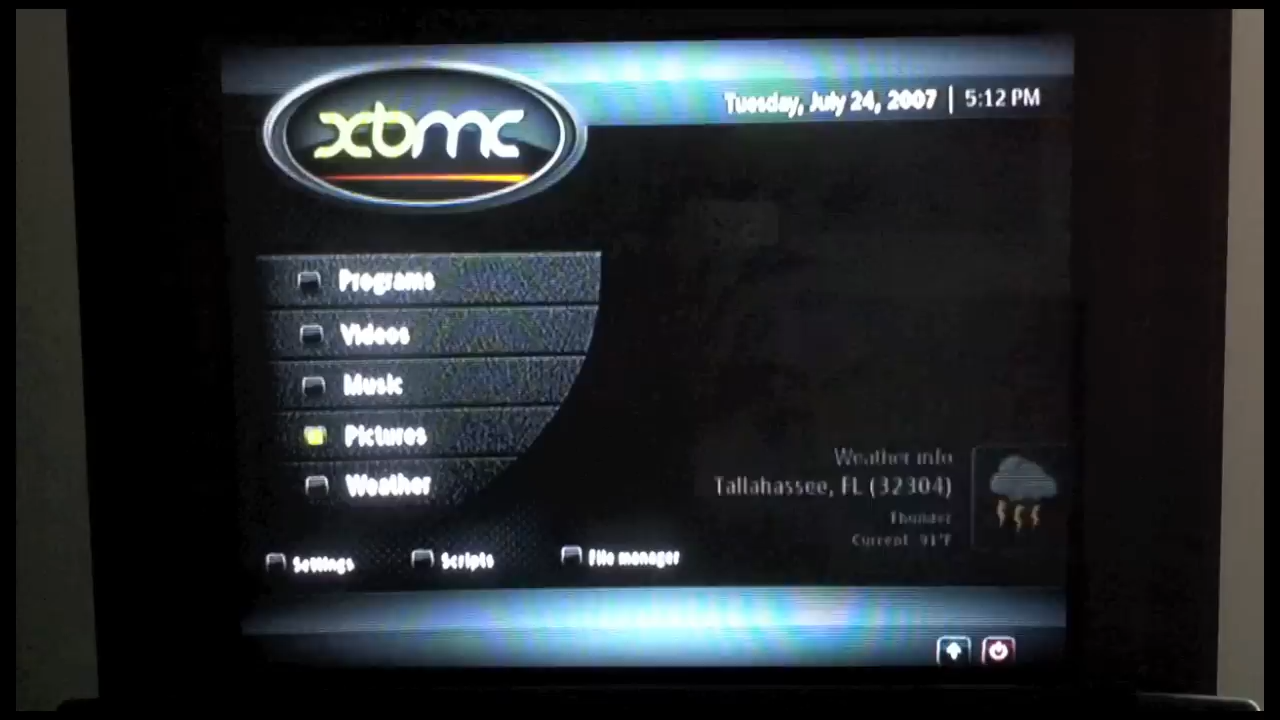 xbmc
Tuesday, July 24, 2007 | 5:12 PM
Programs
Videos
Music
Pictures
Weather
Weather info
Tallahassee, FL (32304)
Thunder
Current 91°F
Settings
Scripts
File manager